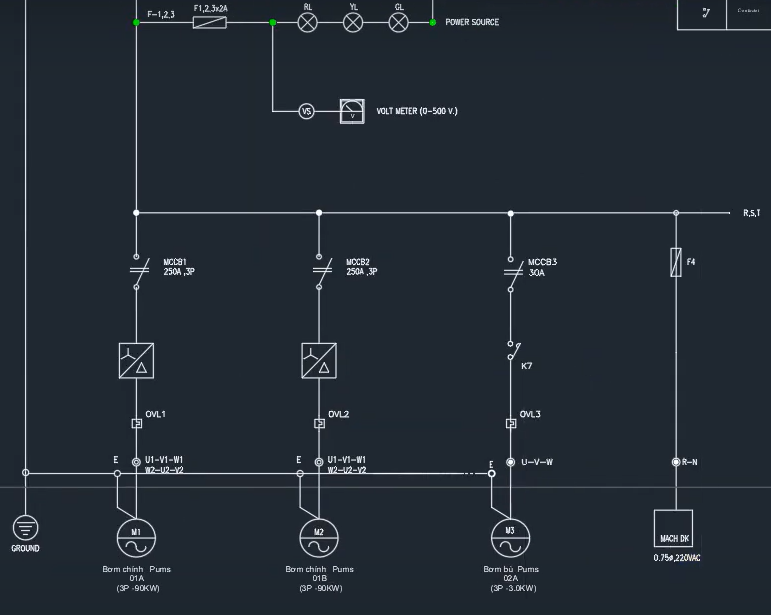 RL YL GL
F-1,2,3 F1,2,3x2A
POWER SOURCE
VS
V
VOLT METER (0-500 V.)
R,S,T
MCCB1
250A ,3P
MCCB2
250A ,3P
MCCB3
30A
F4
K7
OVL1
OVL2
OVL3
E U1-V1-W1
W2-U2-V2
E U1-V1-W1
W2-U2-V2
E U-V-W
R-N
GROUND
M1
M2
M3
MACH DK
0.75ø,220VAC
Bơm chính Pums
01A
(3P -90KW)
Bơm chính Pums
01B
(3P -90KW)
Bơm bù Pums
02A
(3P -3.0KW)